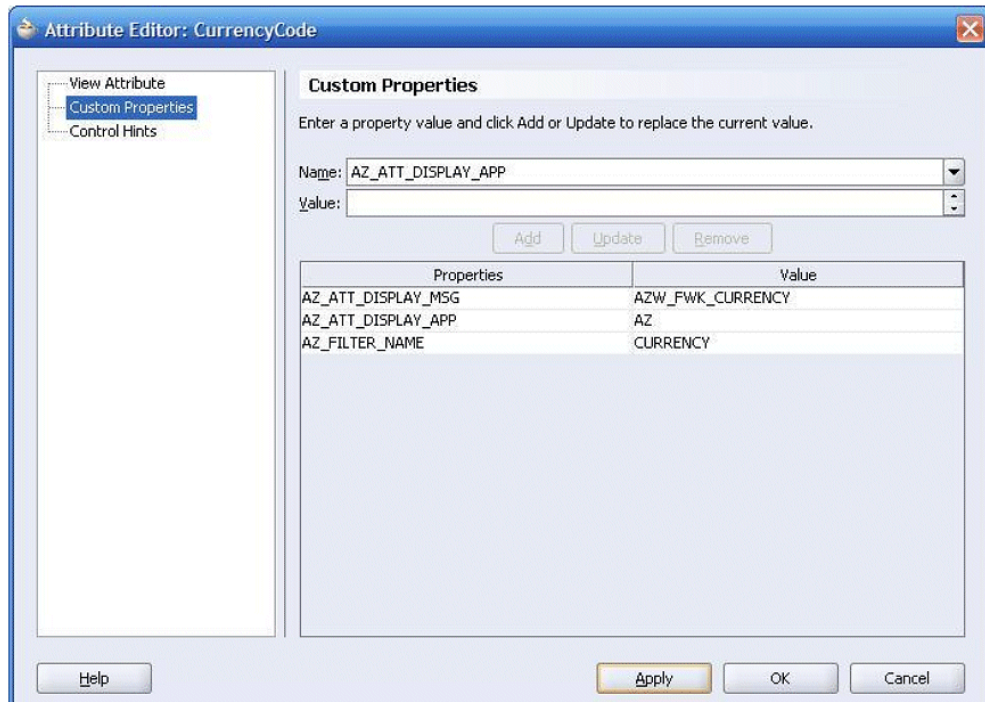 Attribute Editor: CurrencyCode
View Attribute
Custom Properties
Control Hints
Custom Properties
Enter a property value and click Add or Update to replace the current value.
Name: AZ_ATT_DISPLAY_APP
Value:
Add Update Remove
Properties Value
AZ_ATT_DISPLAY_MSG AZW_FWK_CURRENCY
AZ_ATT_DISPLAY_APP AZ
AZ_FILTER_NAME CURRENCY
Help Apply OK Cancel